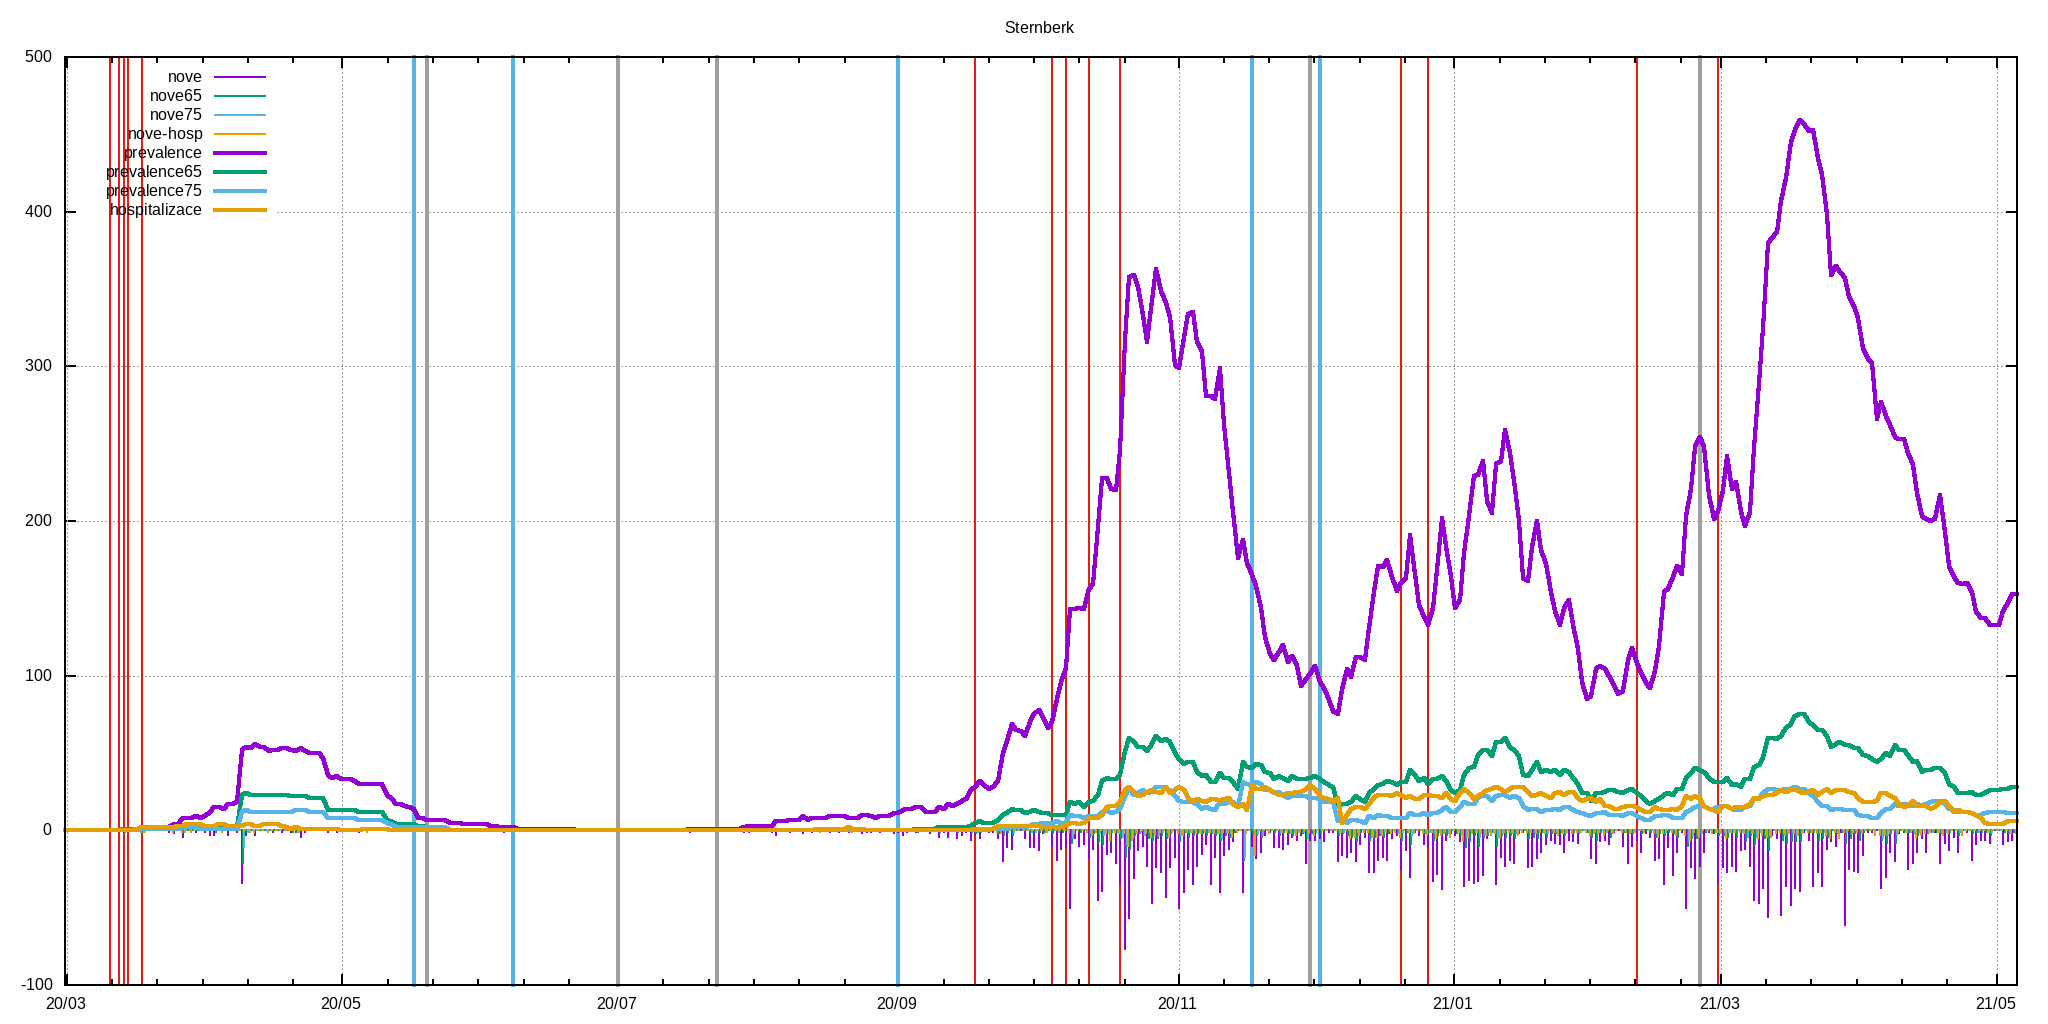 Sternberk
500
400
300
200
100
0
-100
nove
nove65
nove75
nove-hosp
prevalence
prevalence65
prevalence75
hospitalizace
20/03
20/05
20/07
20/09
20/11
21/01
21/03
21/05